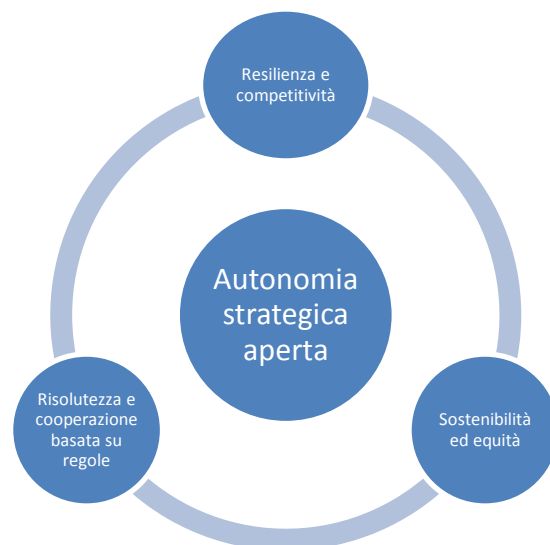 Resilienza e
competitività
Autonomia
strategica
aperta
Risolutezza e
cooperazione
basata su
regole
Sostenibilità
ed equità